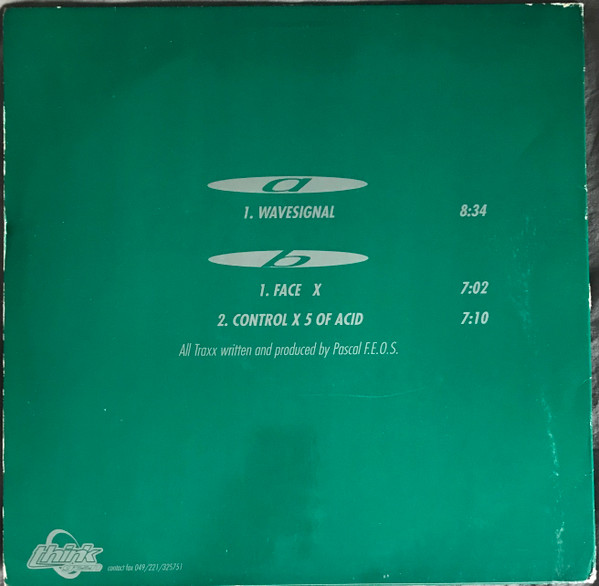 a
1. WAVESIGNAL 8:34
b
1. FACE X 7:02
2. CONTROL X 5 OF ACID 7:10
All Traxx written and produced by Pascal F.E.O.S.
think
contact fax 049/221/325751